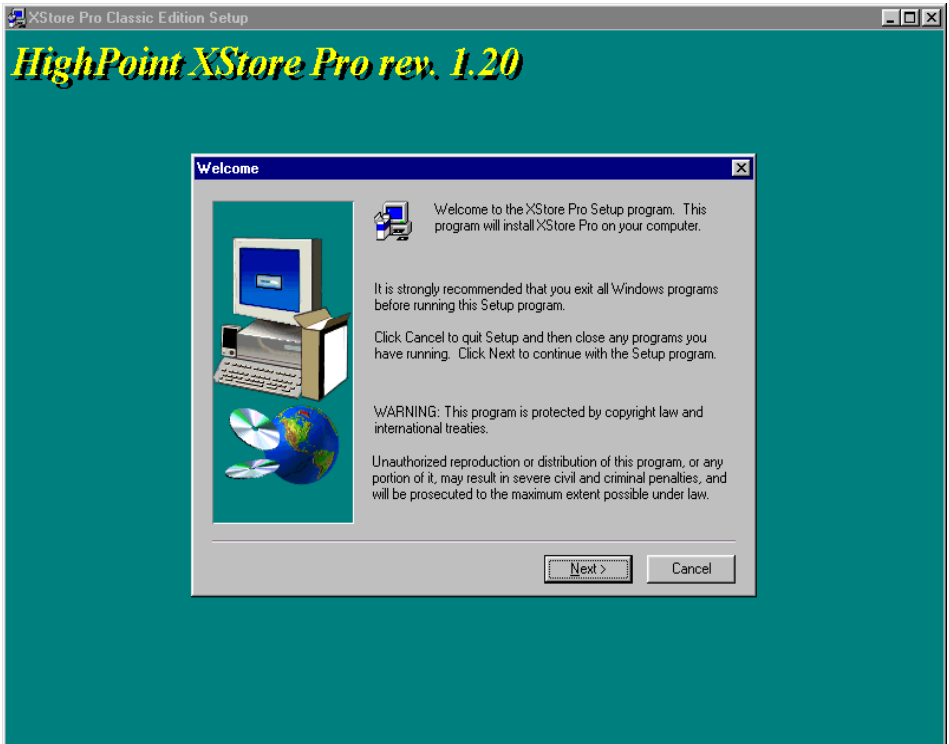 XStore Pro Classic Edition Setup
HighPoint XStore Pro rev. 1.20
Welcome
Welcome to the XStore Pro Setup program. This
program will install XStore Pro on your computer.
It is strongly recommended that you exit all Windows programs
before running this Setup program.
Click Cancel to quit Setup and then close any programs you
have running. Click Next to continue with the Setup program.
WARNING: This program is protected by copyright law and
international treaties.
Unauthorized reproduction or distribution of this program, or any
portion of it, may result in severe civil and criminal penalties, and
will be prosecuted to the maximum extent possible under law.
Next > Cancel